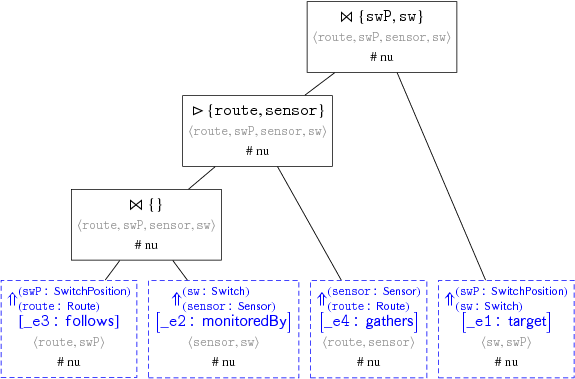 ⋈ {swP, sw}
⟨route, swP, sensor, sw⟩
# nu
▷ {route, sensor}
⟨route, swP, sensor, sw⟩
# nu
⋈ {}
⟨route, swP, sensor, sw⟩
# nu
⇑(swP: SwitchPosition)
(route: Route)
[_e3: follows]
⟨route, swP⟩
# nu
⇑(sw: Switch)
(sensor: Sensor)
[_e2: monitoredBy]
⟨sensor, sw⟩
# nu
⇑(sensor: Sensor)
(route: Route)
[_e4: gathers]
⟨route, sensor⟩
# nu
⇑(swP: SwitchPosition)
(sw: Switch)
[_e1: target]
⟨sw, swP⟩
# nu